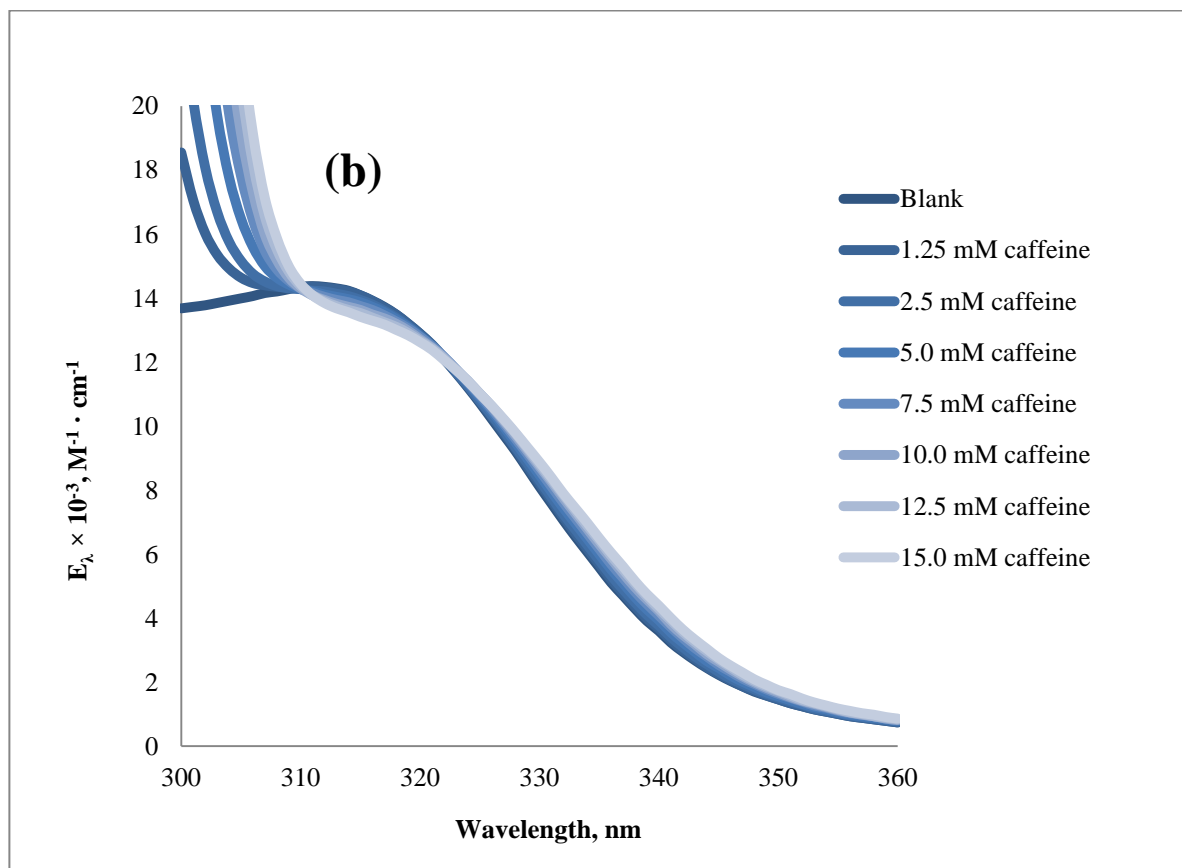 (b)
20
18
16
14
12
10
8
6
4
2
0
E_λ × 10⁻³, M⁻¹ · cm⁻¹
300 310 320 330 340 350 360
Wavelength, nm
Blank
1.25 mM caffeine
2.5 mM caffeine
5.0 mM caffeine
7.5 mM caffeine
10.0 mM caffeine
12.5 mM caffeine
15.0 mM caffeine